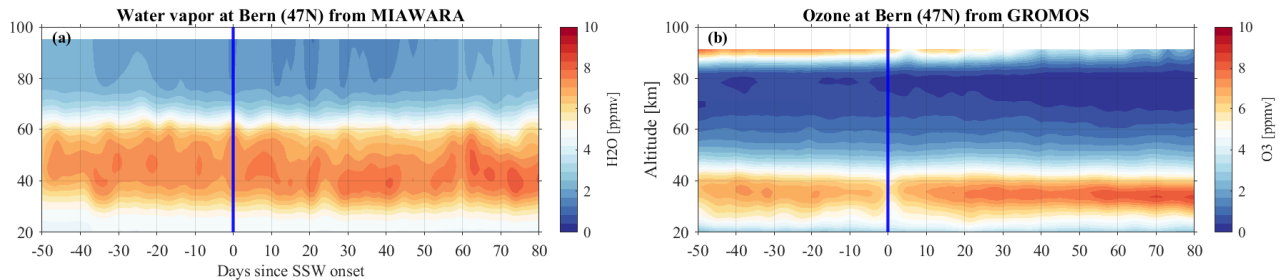 Water vapor at Bern (47N) from MIAWARA
(a)
100
80
60
40
20
-50 -40 -30 -20 -10 0 10 20 30 40 50 60 70 80
Days since SSW onset
10
8
6
4
2
0
H2O [ppmv]
Ozone at Bern (47N) from GROMOS
(b)
Altitude [km]
100
80
60
40
20
-50 -40 -30 -20 -10 0 10 20 30 40 50 60 70 80
10
8
6
4
2
0
O3 [ppmv]